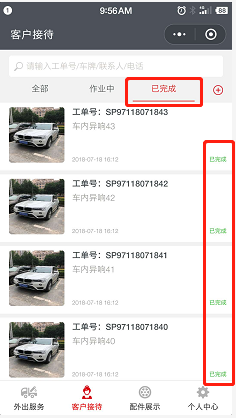 9:56AM
88
客户接待
请输入工单号/车牌/联系人/电话
全部
作业中
已完成
工单号：SP97118071843
车内异响43
2018-07-18 16:12
已完成
工单号：SP97118071842
车内异响42
2018-07-18 16:12
已完成
工单号：SP97118071841
车内异响41
2018-07-18 16:12
已完成
工单号：SP97118071840
车内异响40
2018-07-18 16:12
已完成
外出服务
客户接待
配件展示
个人中心